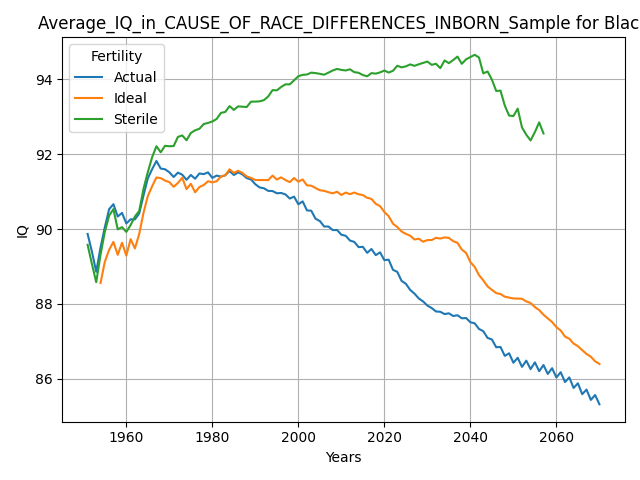 Average_IQ_in_CAUSE_OF_RACE_DIFFERENCES_INBORN_Sample for Blac
Fertility
Actual
Ideal
Sterile
IQ
94
92
90
88
86
1960
1980
2000
2020
2040
2060
Years